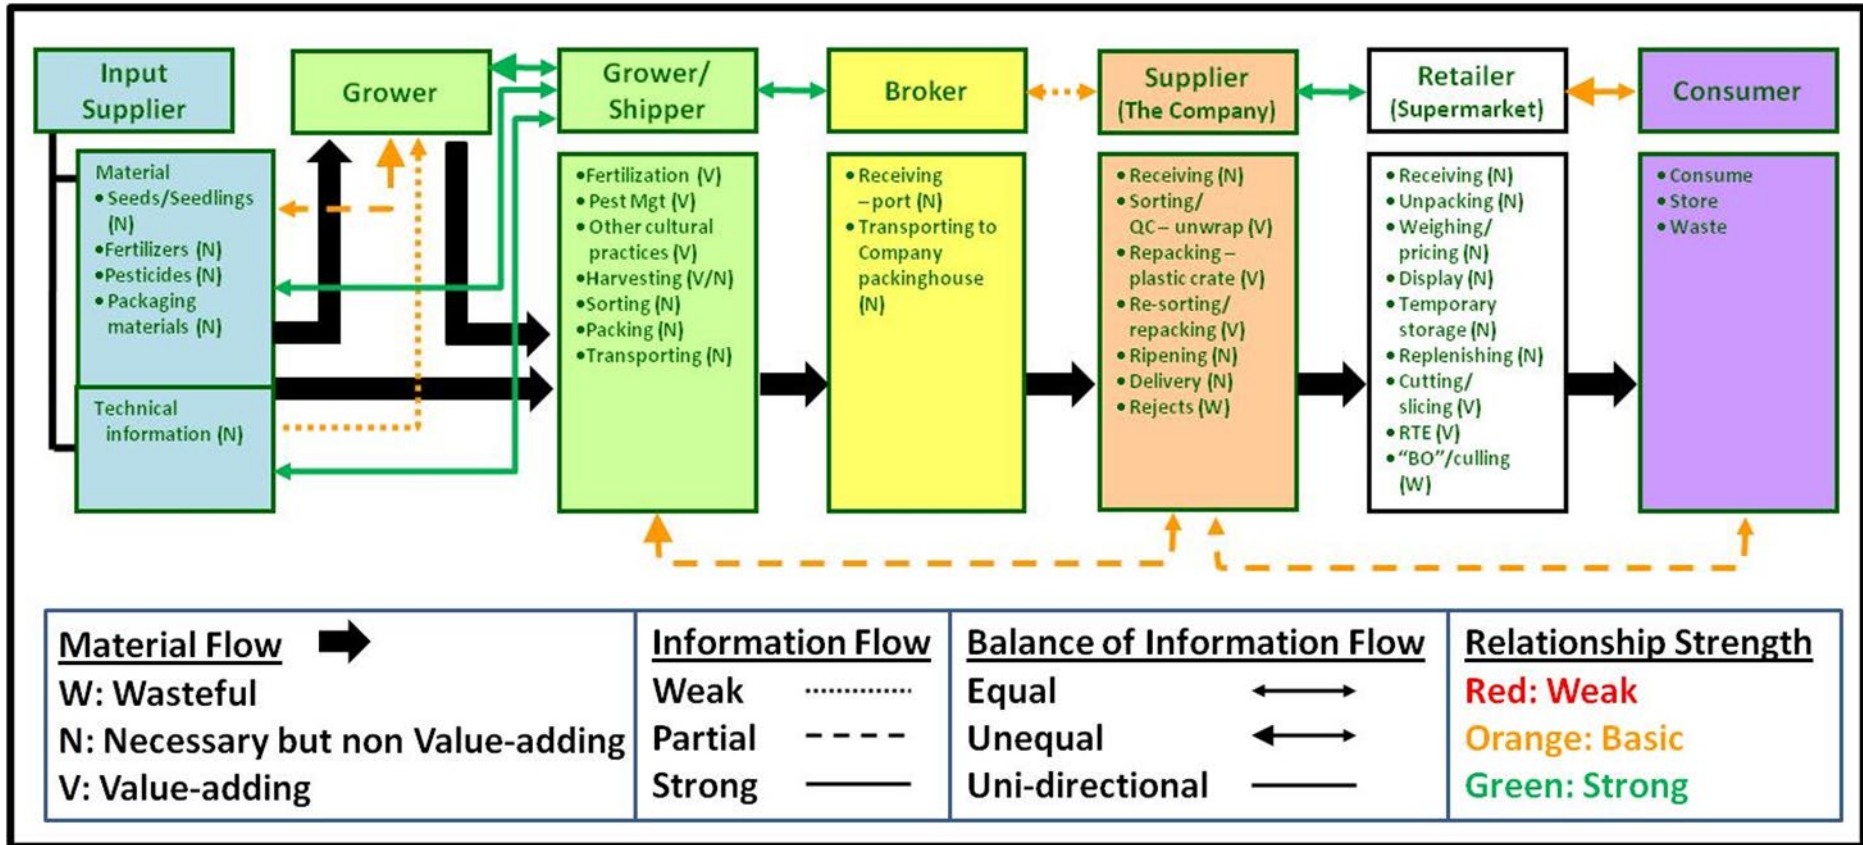 Input
Supplier
Grower
Grower/
Shipper
Broker
Supplier
(The Company)
Retailer
(Supermarket)
Consumer
Material
• Seeds/Seedlings
(N)
•Fertilizers (N)
•Pesticides (N)
• Packaging
materials (N)
Technical
information (N)
•Fertilization (V)
• Pest Mgt (V)
• Other cultural
practices (V)
•Harvesting (V/N)
•Sorting (N)
•Packing (N)
•Transporting (N)
• Receiving
–port (N)
• Transporting to
Company
packinghouse
(N)
• Receiving (N)
• Sorting/
QC– unwrap (V)
• Repacking –
plastic crate (V)
• Re-sorting/
repacking (V)
• Ripening (N)
• Delivery (N)
• Rejects (W)
• Receiving (N)
• Unpacking (N)
• Weighing/
pricing (N)
• Display (N)
• Temporary
storage (N)
• Replenishing (N)
• Cutting/
slicing (V)
• RTE (V)
• “BO”/culling
(W)
• Consume
• Store
• Waste
Material Flow
W: Wasteful
N: Necessary but non Value-adding
V: Value-adding
Information Flow
Weak
Partial
Strong
Balance of Information Flow
Equal
Unequal
Uni-directional
Relationship Strength
Red: Weak
Orange: Basic
Green: Strong